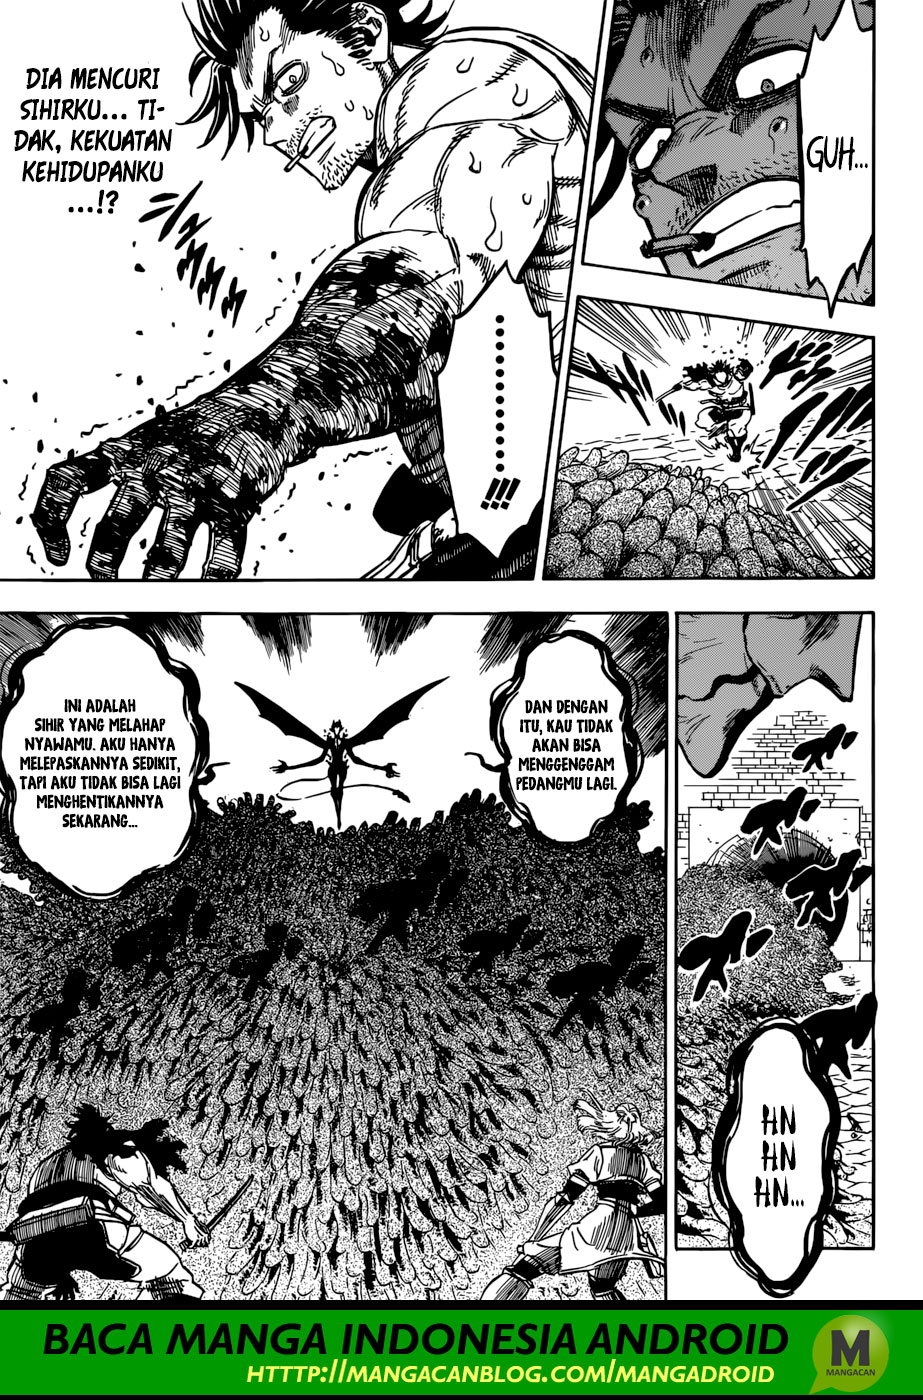 GUH...
DIA MENCURI
SIHIRKU... TI-
DAK, KEKUATAN
KEHIDUPANKU
...!?
.........!!!
HN
HN
HN...
DAN DENGAN
ITU, KAU TIDAK
AKAN BISA
MENGGENGGAM
PEDANGMU LAGI.
INI ADALAH
SIHIR YANG MELAHAP
NYAWAMU. AKU HANYA
MELEPASKANNYA SEDIKIT,
TAPI AKU TIDAK BISA LAGI
MENGHENTIKANNYA
SEKARANG...
BACA MANGA INDONESIA ANDROID
HTTTP://MANGACANBLOG.COM/MANGADROID
M
MANGACAN